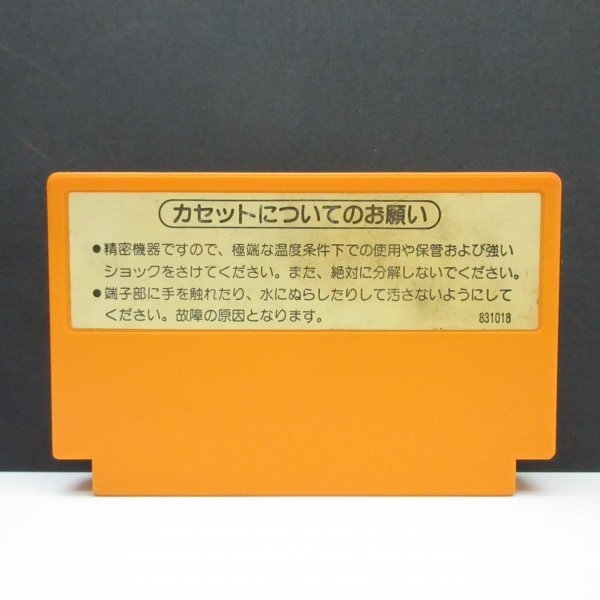 カセットについてのお願い
●精密機器ですので、極端な温度条件下での使用や保管および強い
ショックをさけてください。また、絶対に分解しないでください。
●端子部に手を触れたり、水にぬらしたりして汚さないようにして
ください。故障の原因となります。
831018